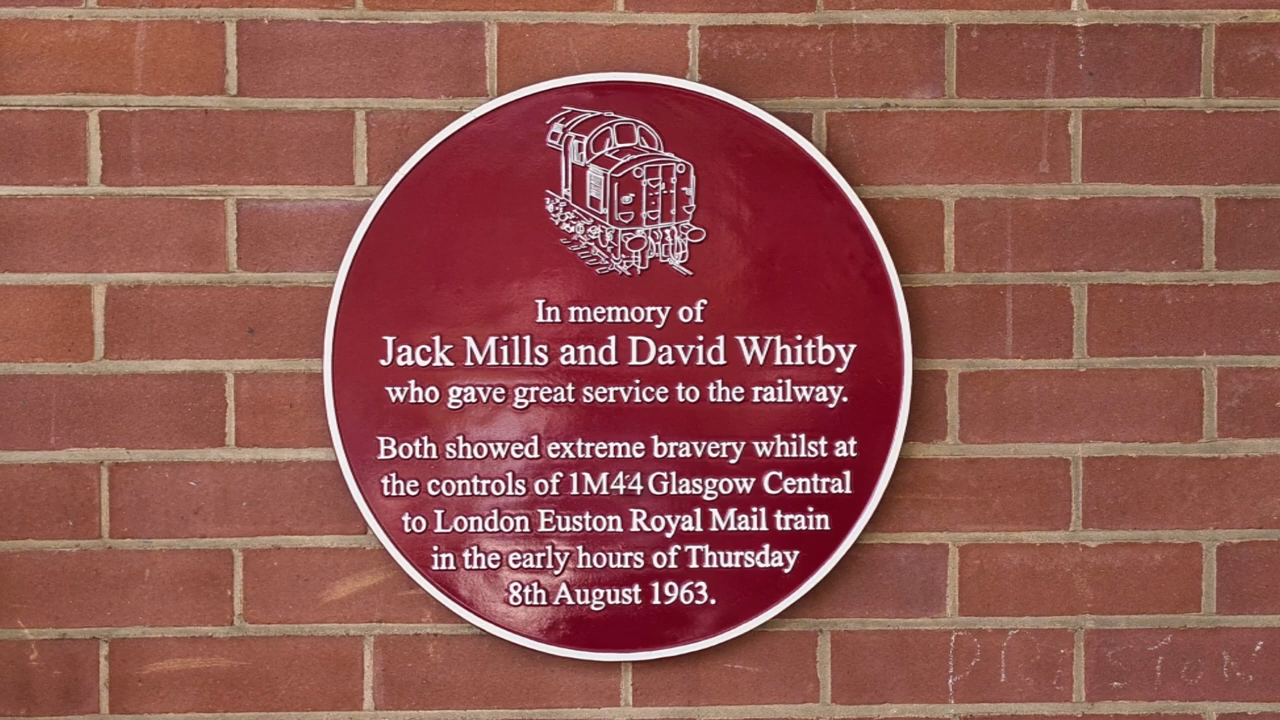 In memory of
Jack Mills and David Whitby
who gave great service to the railway.
Both showed extreme bravery whilst at
the controls of 1M44 Glasgow Central
to London Euston Royal Mail train
in the early hours of Thursday
8th August 1963.